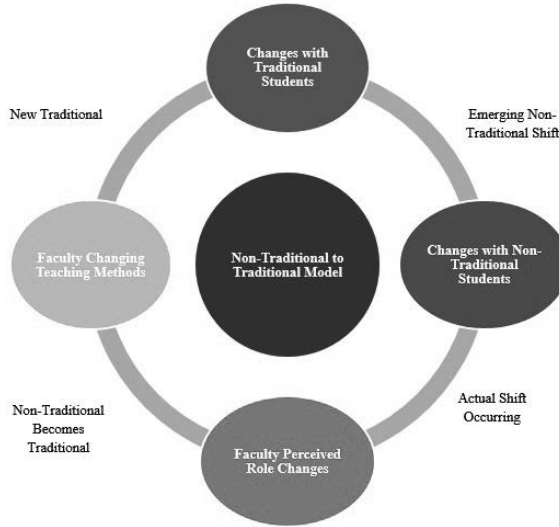 Changes with
Traditional
Students
New Traditional
Emerging Non-
Traditional Shift
Faculty Changing
Teaching Methods
Non-Traditional to
Traditional Model
Changes with Non-
Traditional
Students
Non-Traditional
Becomes
Traditional
Actual Shift
Occurring
Faculty Perceived
Role Changes